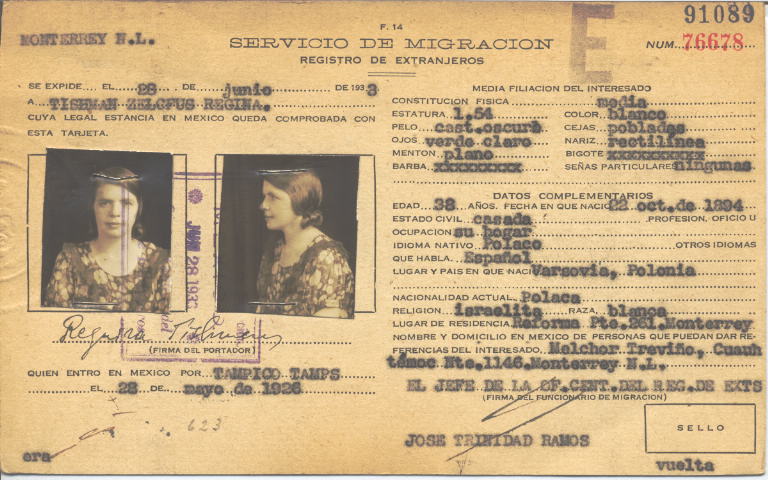 F. 14
91089
MONTERREY N.L.
SERVICIO DE MIGRACION
NUM. 76678
REGISTRO DE EXTRANJEROS
E
SE EXPIDE EL 28 DE junio DE 1933
A TISHMAN ZELCFUS REGINA.
CUYA LEGAL ESTANCIA EN MEXICO QUEDA COMPROBADA CON
ESTA TARJETA.
JUN 28 193
(FIRMA DEL PORTADOR)
QUIEN ENTRO EN MEXICO POR TAMPICO TAMPS
EL 28 DE mayo DE 1926
623
era
MEDIA FILIACION DEL INTERESADO
CONSTITUCION FISICA media
ESTATURA 1.54 COLOR blanco
PELO cast.oscura CEJAS pobladas
OJOS verde claro NARIZ rectilinea
MENTON plano BIGOTE xxxxxxxxxx
BARBA xxxxxxxxx SEÑAS PARTICULARES ningunas
DATOS COMPLEMENTARIOS
EDAD 38 AÑOS. FECHA EN QUE NACIO 22 oct.de 1894
ESTADO CIVIL casada PROFESION, OFICIO U
OCUPACION su hogar
IDIOMA NATIVO Polaco OTROS IDIOMAS
QUE HABLA. Español
LUGAR Y PAIS EN QUE NACI Varsovia, Polonia
NACIONALIDAD ACTUAL. Polaca
RELIGION israelita RAZA blanca
LUGAR DE RESIDENCIA Reforma Pte.261.Monterrey
NOMBRE Y DOMICILIO EN MEXICO DE PERSONAS QUE PUEDAN DAR RE-
FERENCIAS DEL INTERESADO. Melchor Treviño, Cuauh
témoc Nte.1146.Monterrey N.L.
EL JEFE DE LA OF.CENT.DEL REG.DE EXTS
(FIRMA DEL FUNCIONARIO DE MIGRACION)
SELLO
JOSE TRINIDAD RAMOS
vuelta